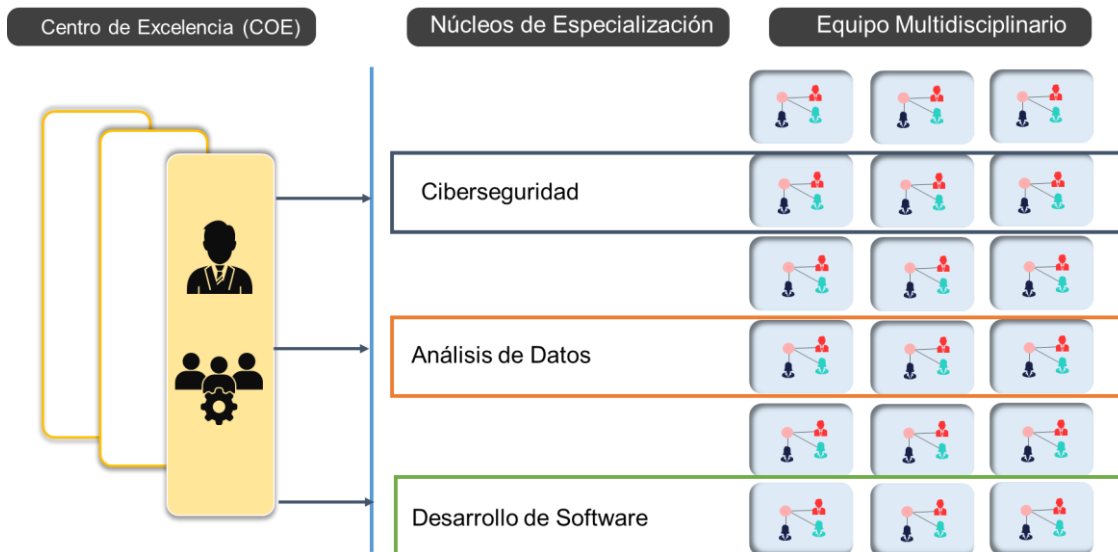 Centro de Excelencia (COE)
Núcleos de Especialización
Equipo Multidisciplinario
Ciberseguridad
Análisis de Datos
Desarrollo de Software